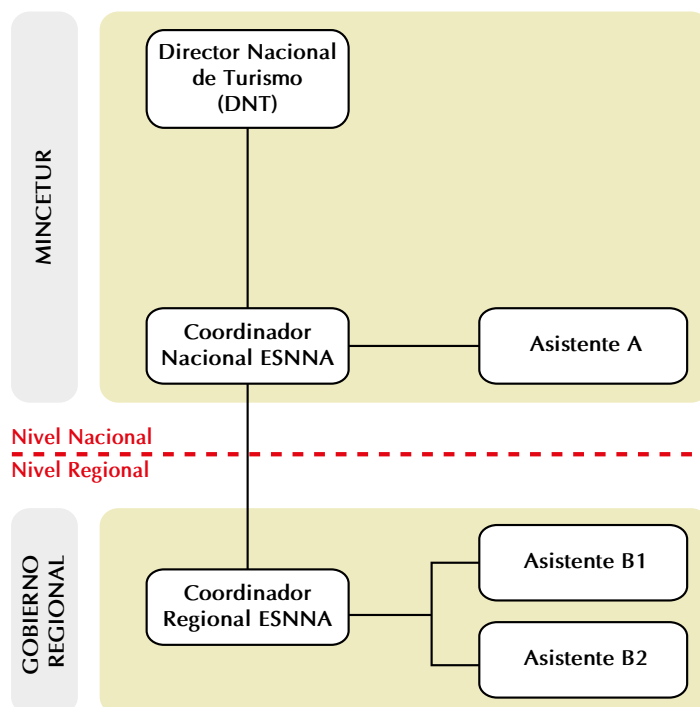 MINCETUR
Director Nacional
de Turismo
(DNT)
Coordinador
Nacional ESNNA
Asistente A
Nivel Nacional
Nivel Regional
GOBIERNO
REGIONAL
Coordinador
Regional ESNNA
Asistente B1
Asistente B2